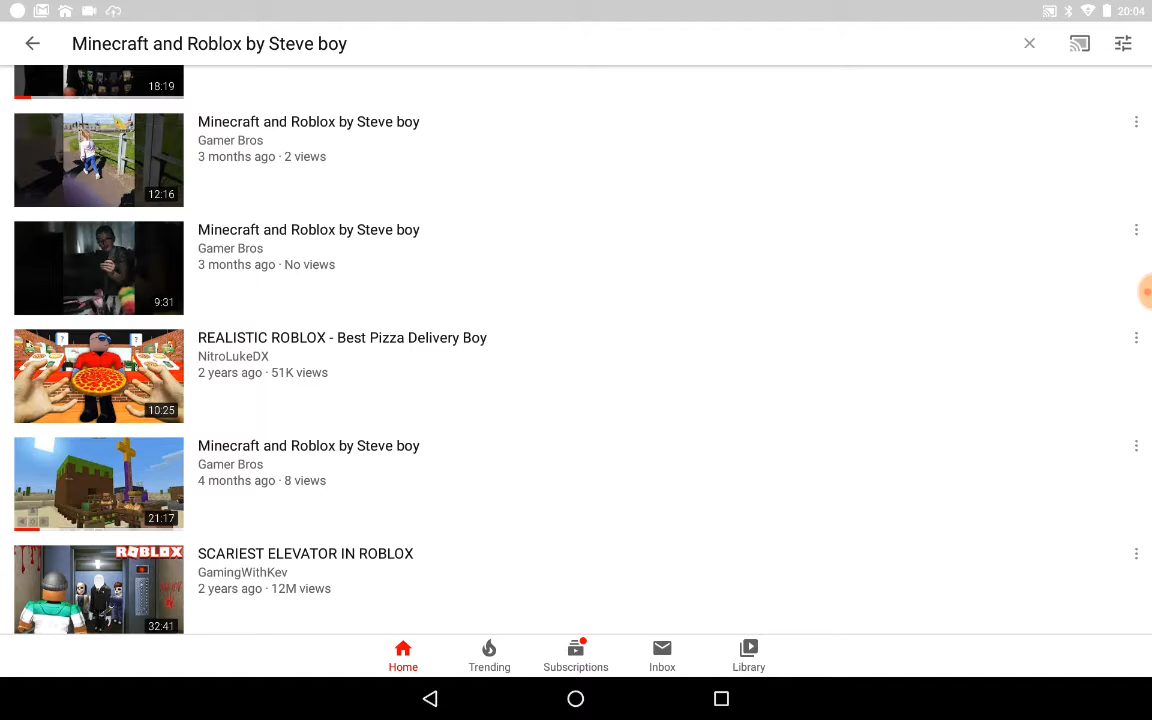 20:04
Minecraft and Roblox by Steve boy
18:19
Minecraft and Roblox by Steve boy
Gamer Bros
3 months ago · 2 views
12:16
Minecraft and Roblox by Steve boy
Gamer Bros
3 months ago · No views
9:31
REALISTIC ROBLOX - Best Pizza Delivery Boy
NitroLukeDX
2 years ago · 51K views
10:25
Minecraft and Roblox by Steve boy
Gamer Bros
4 months ago · 8 views
21:17
ROBLOX
SCARIEST ELEVATOR IN ROBLOX
GamingWithKev
2 years ago · 12M views
32:41
Home
Trending
Subscriptions
Inbox
Library